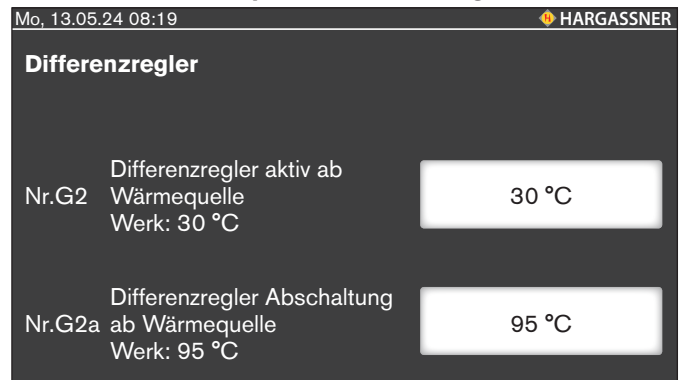 Mo, 13.05.24 08:19 HARGASSNER
Differenzregler
Differenzregler aktiv ab
Nr.G2 Wärmequelle 30 °C
Werk: 30 °C
Differenzregler Abschaltung
Nr.G2a ab Wärmequelle 95 °C
Werk: 95 °C